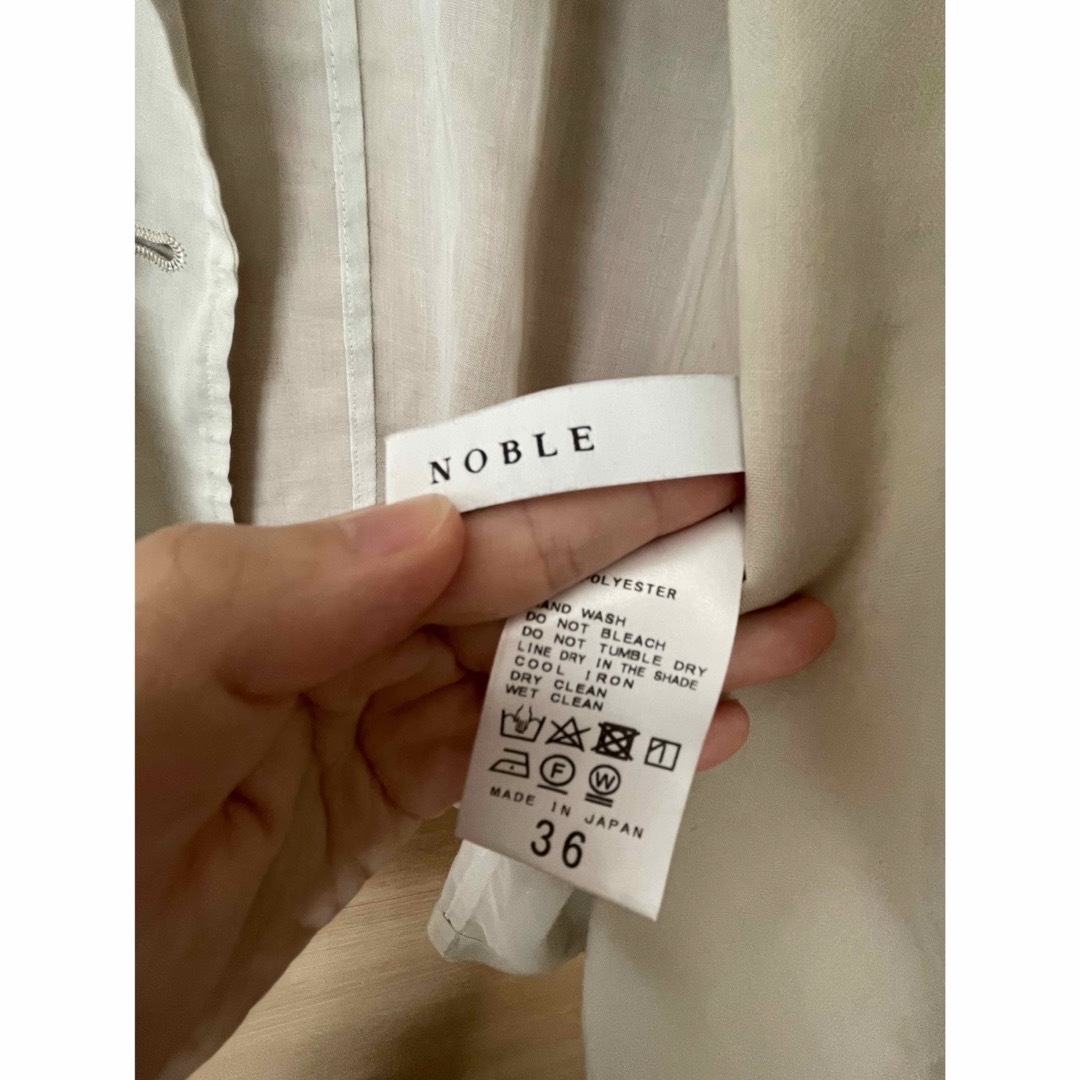 NOBLE
OLYESTER
HAND WASH
DO NOT BLEACH
DO NOT TUMBLE DRY
LINE DRY IN THE SHADE
COOL IRON
DRY CLEAN
WET CLEAN
F W
MADE IN JAPAN
36